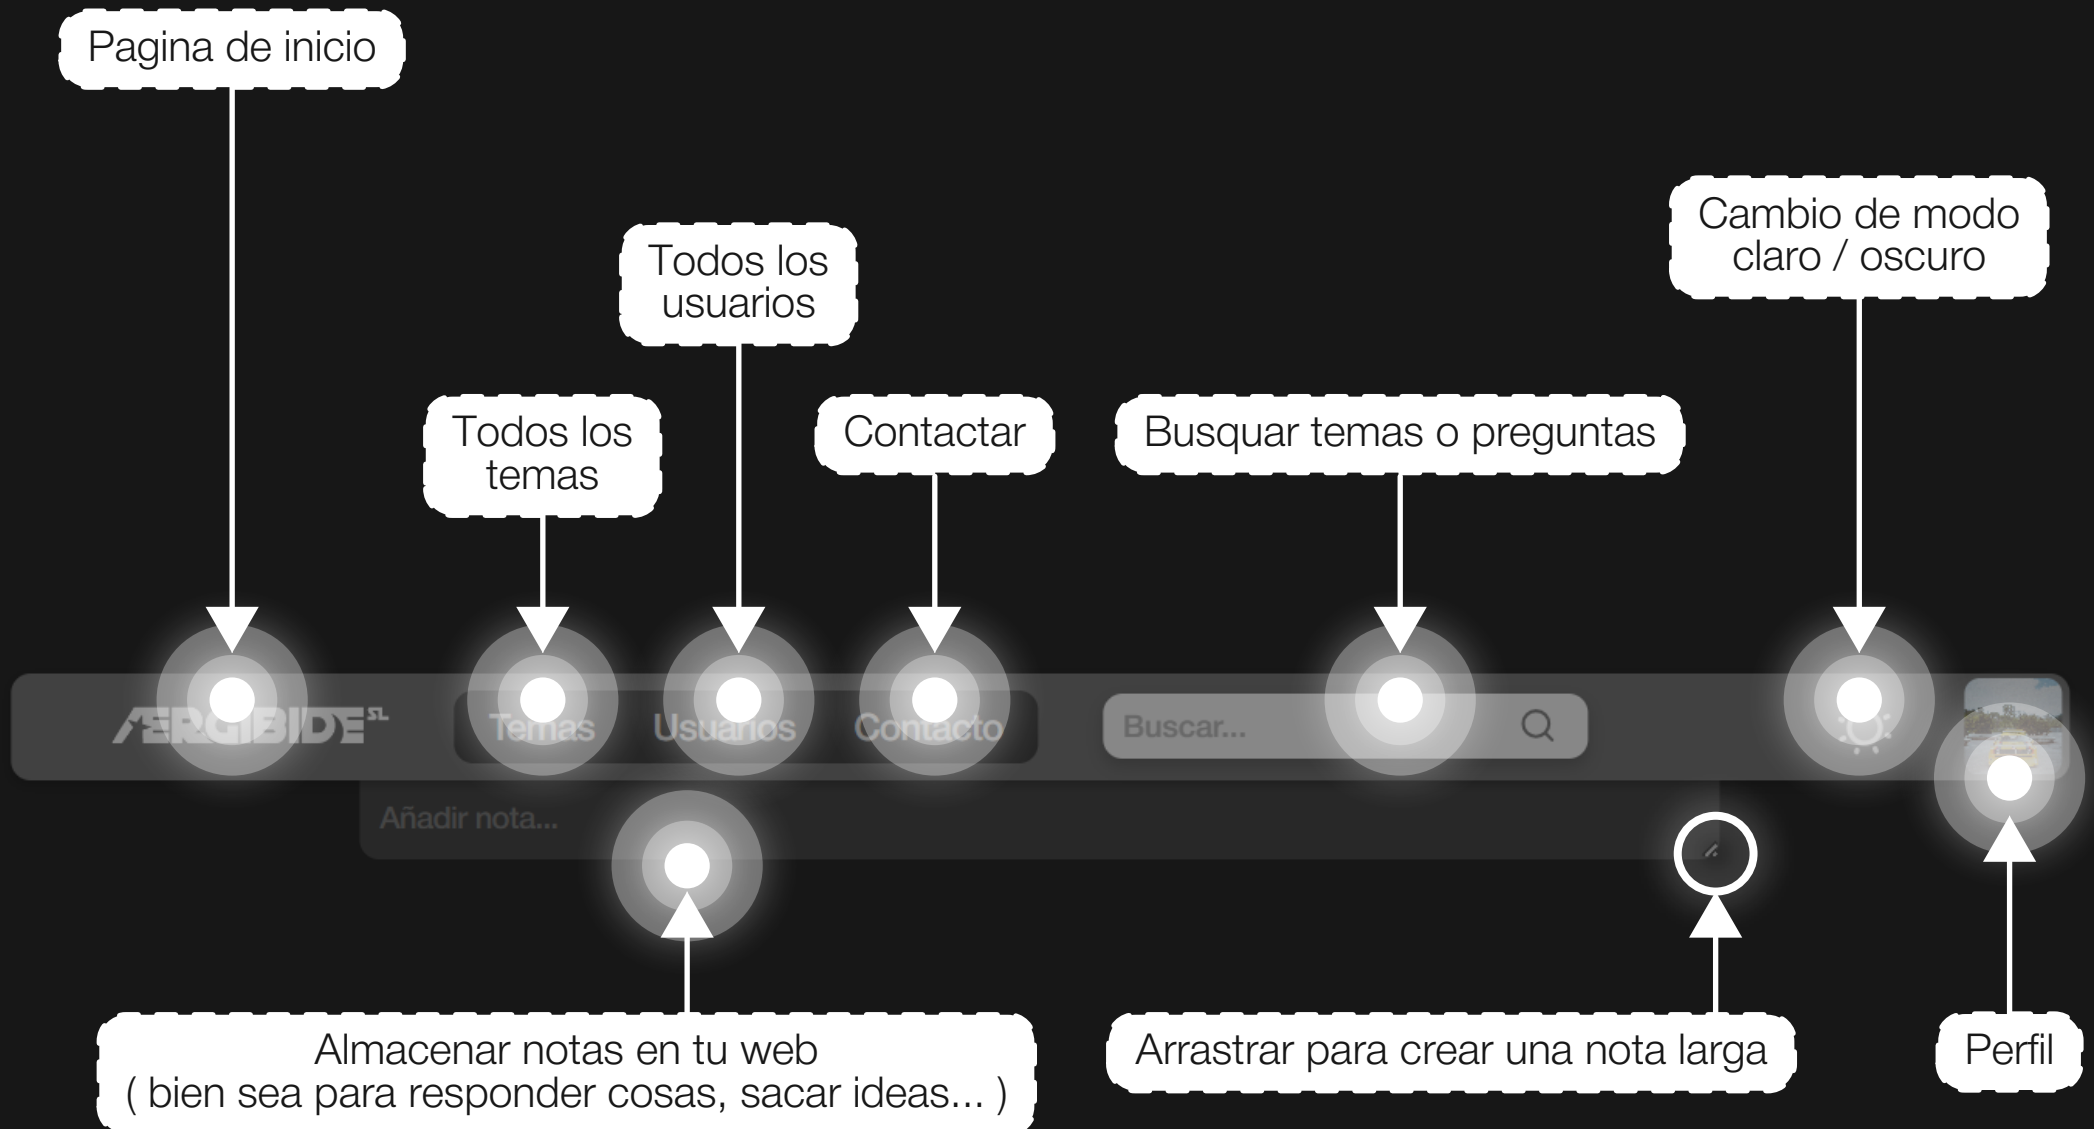 Pagina de inicio
Cambio de modo
claro / oscuro
Todos los
usuarios
Todos los
temas
Contactar
Busquar temas o preguntas
ÆRGIBIDE SL
Temas
Usuarios
Contacto
Buscar...
Añadir nota...
Almacenar notas en tu web
( bien sea para responder cosas, sacar ideas... )
Arrastrar para crear una nota larga
Perfil